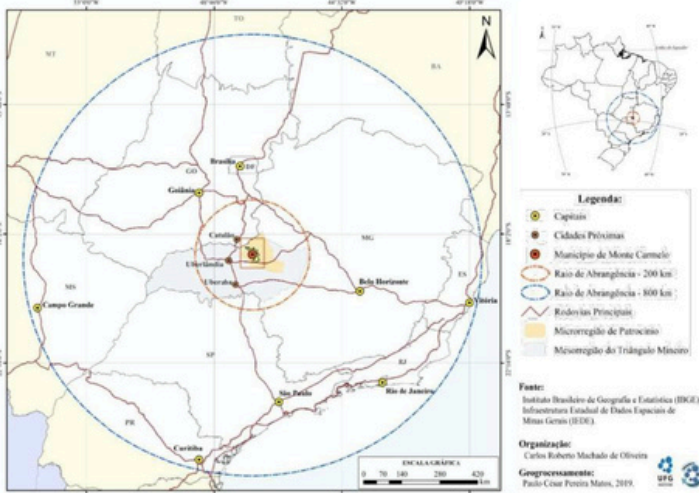 TO
N
MT
BA
Brasília
DF
GO
Goiânia
Catalão
MG
Uberlândia
Uberaba
Belo Horizonte
ES
Vitória
MS
Campo Grande
SP
RJ
São Paulo
Rio de Janeiro
PR
Curitiba
ESCALA GRÁFICA
0 70 140 280 420
km
Legenda:
Capitais
Cidades Próximas
Município de Monte Carmelo
Raio de Abrangência - 200 km
Raio de Abrangência - 800 km
Rodovias Principais
Microrregião de Patrocínio
Mesorregião do Triângulo Mineiro
Fonte:
Instituto Brasileiro de Geografia e Estatística (IBGE)
Infraestrutura Estadual de Dados Espaciais de
Minas Gerais (IEDE).
Organização:
Carlos Roberto Machado de Oliveira
Geogrocessamento:
Paulo César Pereira Matos, 2019.
UFG